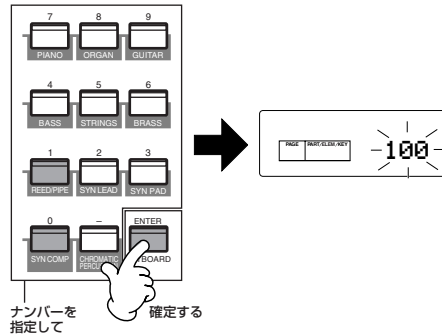 7 8 9
PIANO ORGAN GUITAR
4 5 6
BASS STRINGS BRASS
1 2 3
REED/PIPE SYN LEAD SYN PAD
0 – ENTER
SYN COMP CHROMATIC
PAGE PART/ELEM./KEY 100
ナンバーを
指定して
確定する